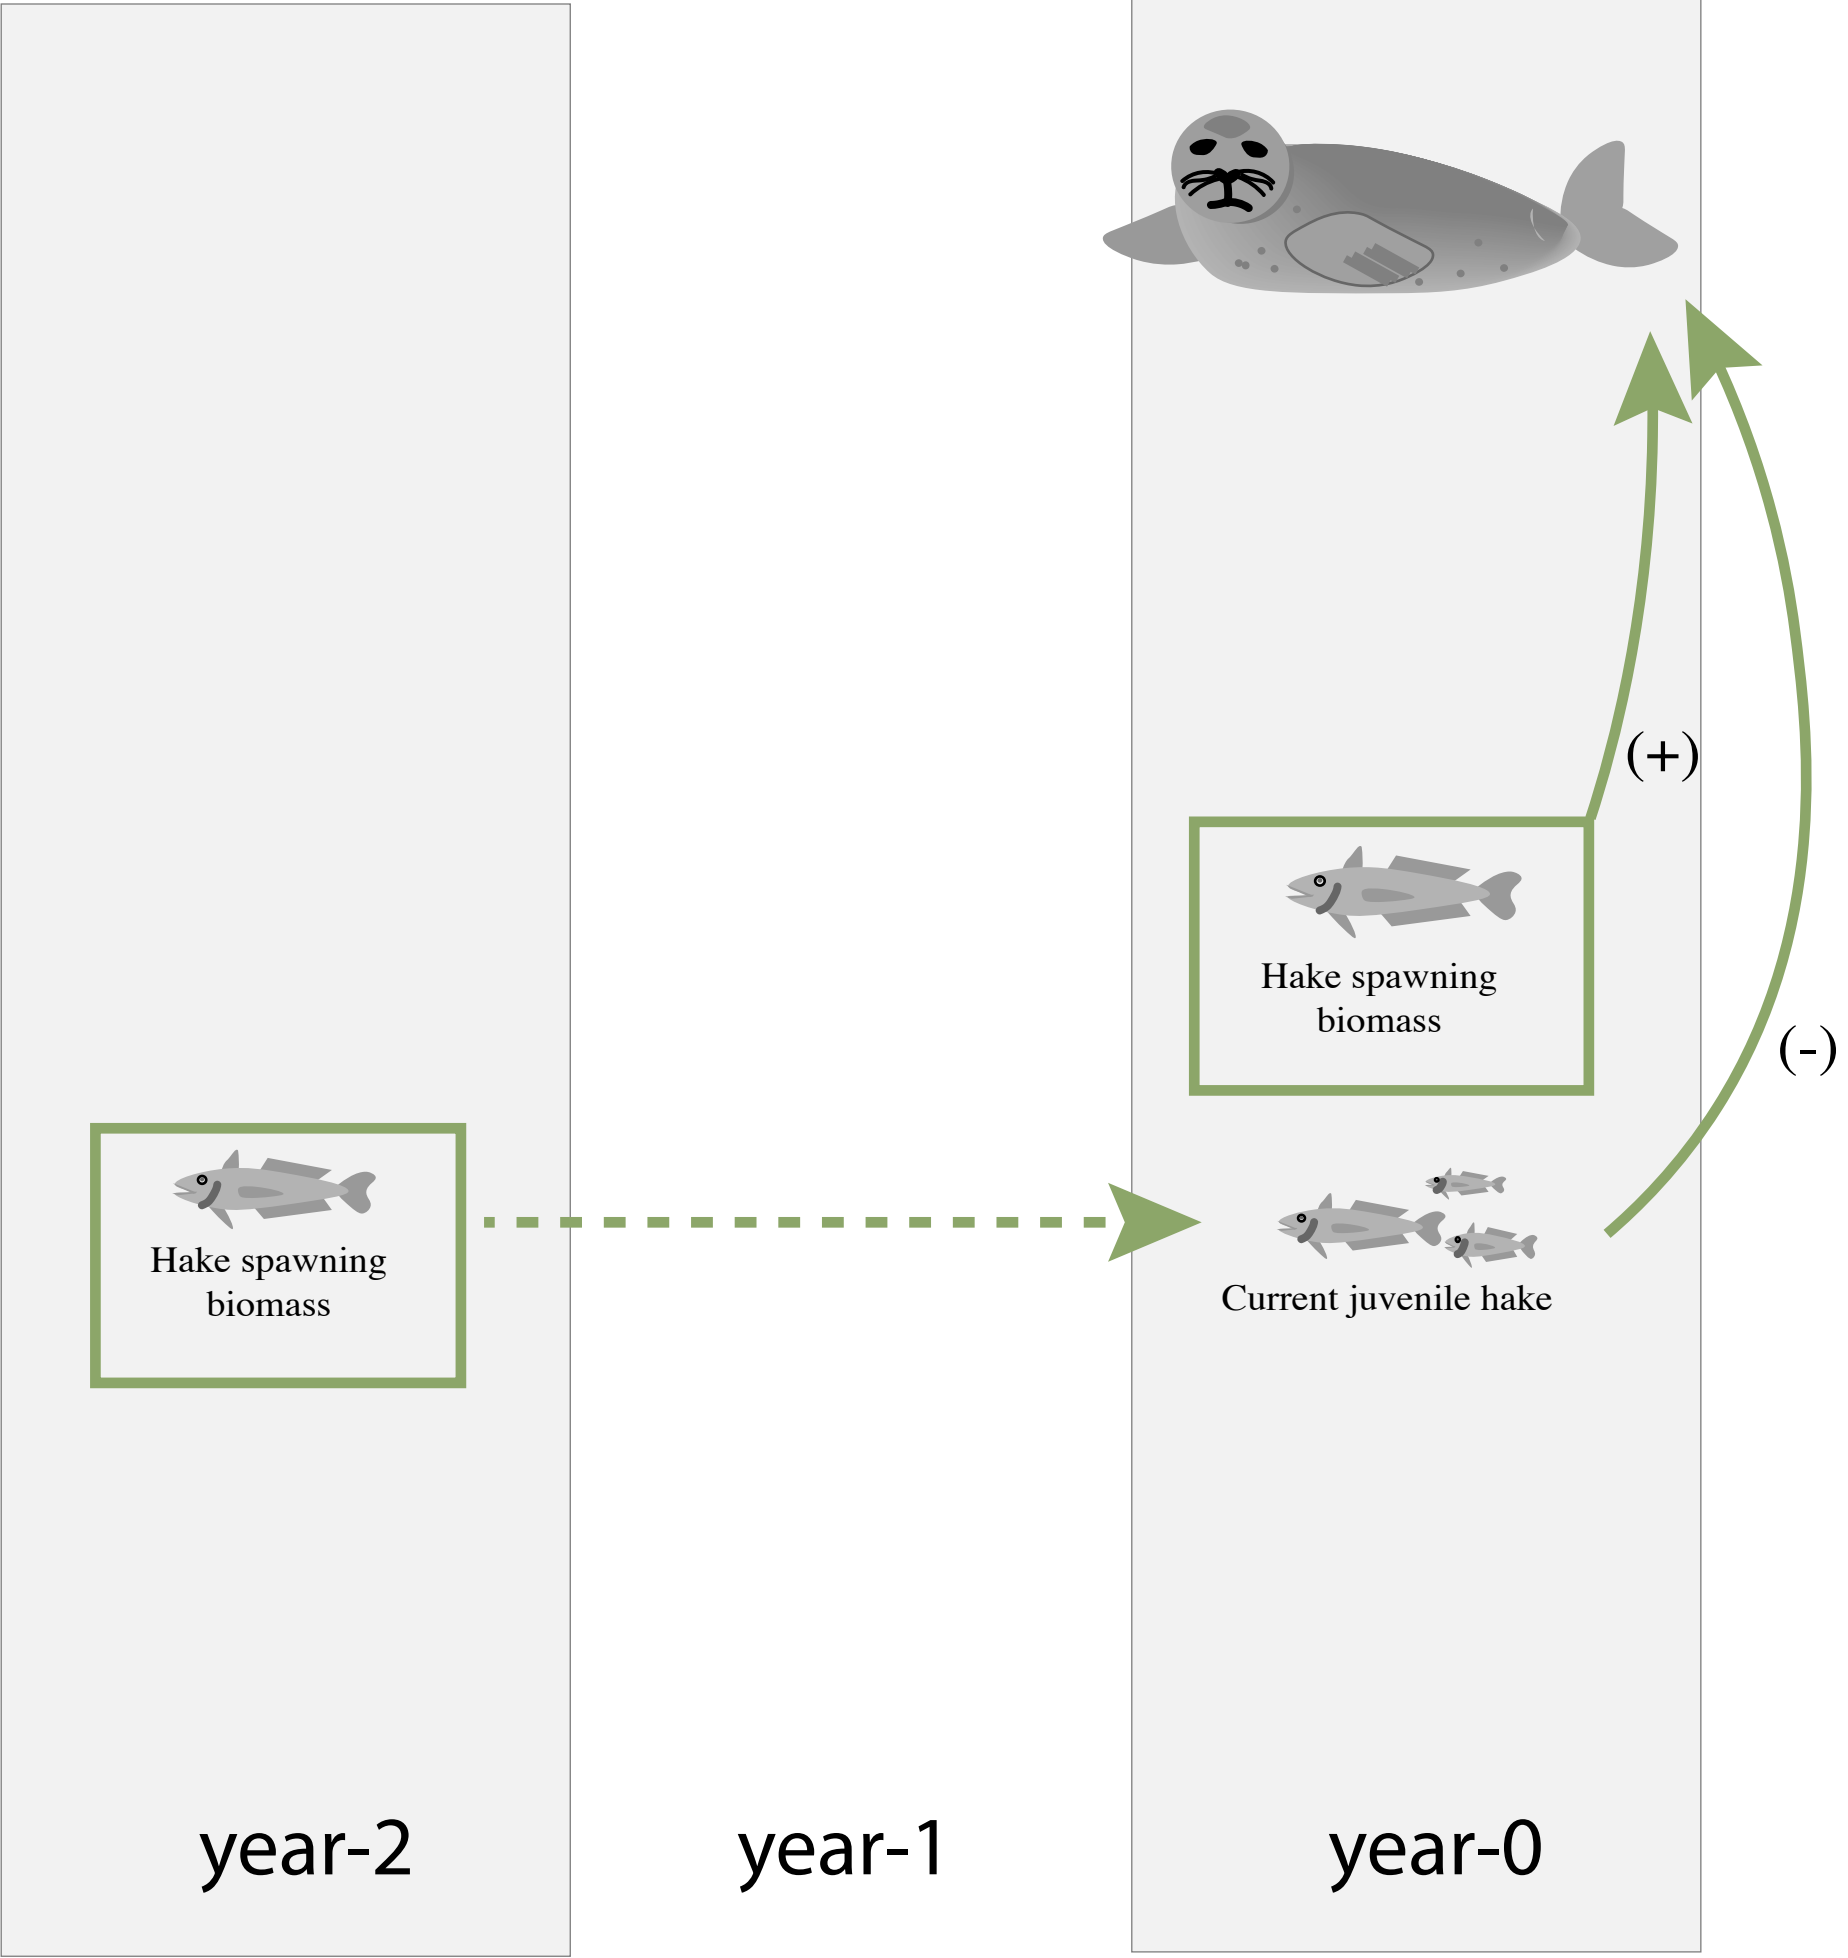 (+)
Hake spawning
biomass
(-)
Hake spawning
biomass
Current juvenile hake
year-2
year-1
year-0